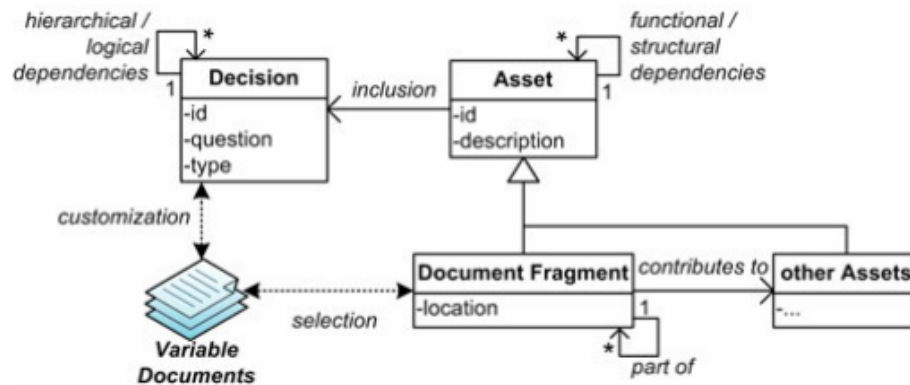 hierarchical /
logical
dependencies
*
1
Decision
-id
-question
-type
inclusion
Asset
-id
-description
*
1
functional /
structural
dependencies
customization
Variable
Documents
selection
Document Fragment
-location
contributes to
other Assets
-...
1
*
part of